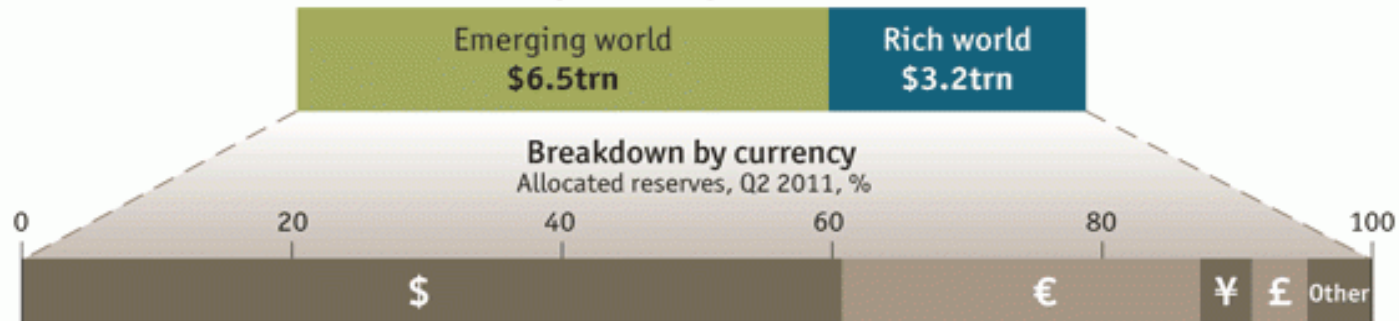 Emerging world Rich world
$6.5trn $3.2trn
Breakdown by currency
Allocated reserves, Q2 2011, %
0 20 40 60 80 100
$ € ¥ £ Other